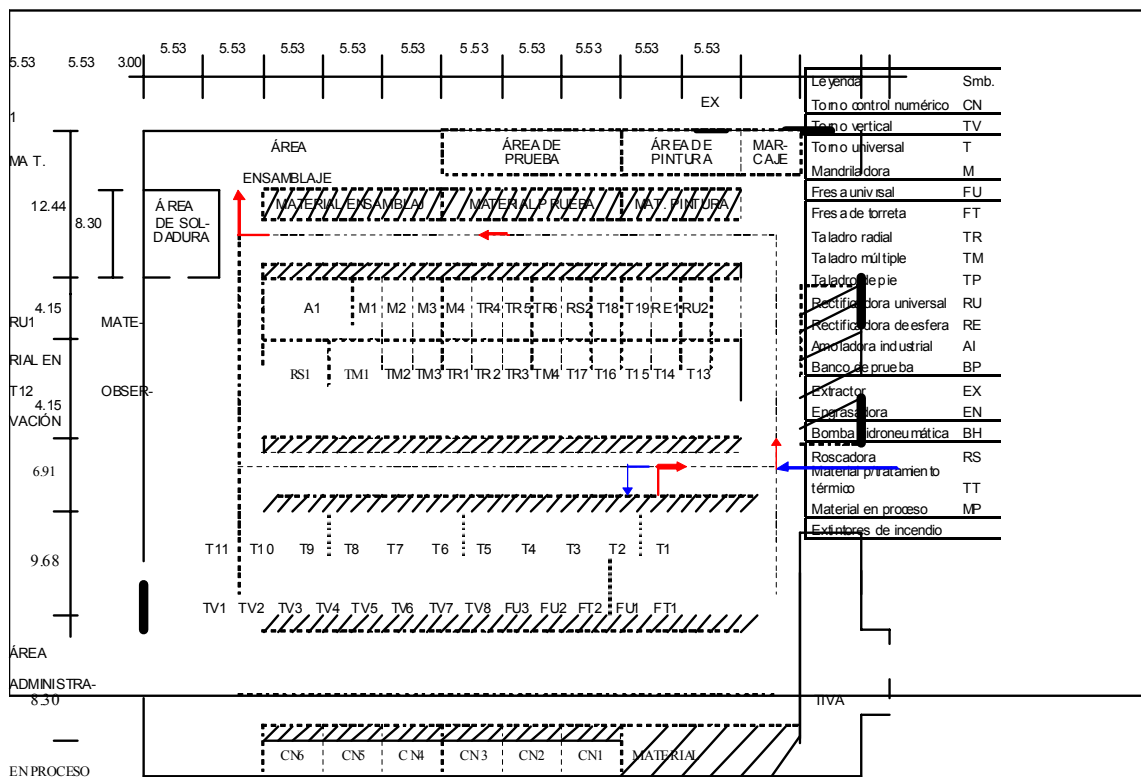 5.53 5.53 5.53 5.53 5.53 5.53 5.53 5.53 5.53 5.53
5.53 5.53 3.00
EX
1
ÁREA
ÁREA DE
PRUEBA
ÁREA DE
PINTURA
MAR-
CAJE
MAT.
ENSAMBLAJE
MATERIAL ENSAMBLAJ
MATERIAL PRUEBA
MAT. PINTURA
12.44
8.30
ÁREA
DE SOL-
DADURA
4.15
RU1
MATE-
A1 M1 M2 M3 M4 TR4 TR5 TR6 RS2 T18 T19 RE1 RU2
RIAL EN
RS1 TM1 TM2 TM3 TR1 TR2 TR3 TM4 T17 T16 T15 T14 T13
T12
OBSER-
4.15
VACIÓN
6.91
9.68
T11 T10 T9 T8 T7 T6 T5 T4 T3 T2 T1
TV1 TV2 TV3 TV4 TV5 TV6 TV7 TV8 FU3 FU2 FT2 FU1 FT1
ÁREA
ADMINISTRA-
8.30
TIVA
CN6 CN5 CN4 CN3 CN2 CN1 MATERIAL
EN PROCESO
Leyenda Smb.
Torno control numérico CN
Torno vertical TV
Torno universal T
Mandriladora M
Fresa univrsal FU
Fresa de torreta FT
Taladro radial TR
Taladro múltiple TM
Taladro de pie TP
Rectificadora universal RU
Rectificadora de esfera RE
Amoladora industrial AI
Banco de prueba BP
Extractor EX
Engrasadora EN
Bomba hidroneumática BH
Roscadora RS
Material p/tratamiento
térmico TT
Material en proceso MP
Extintores de incendio